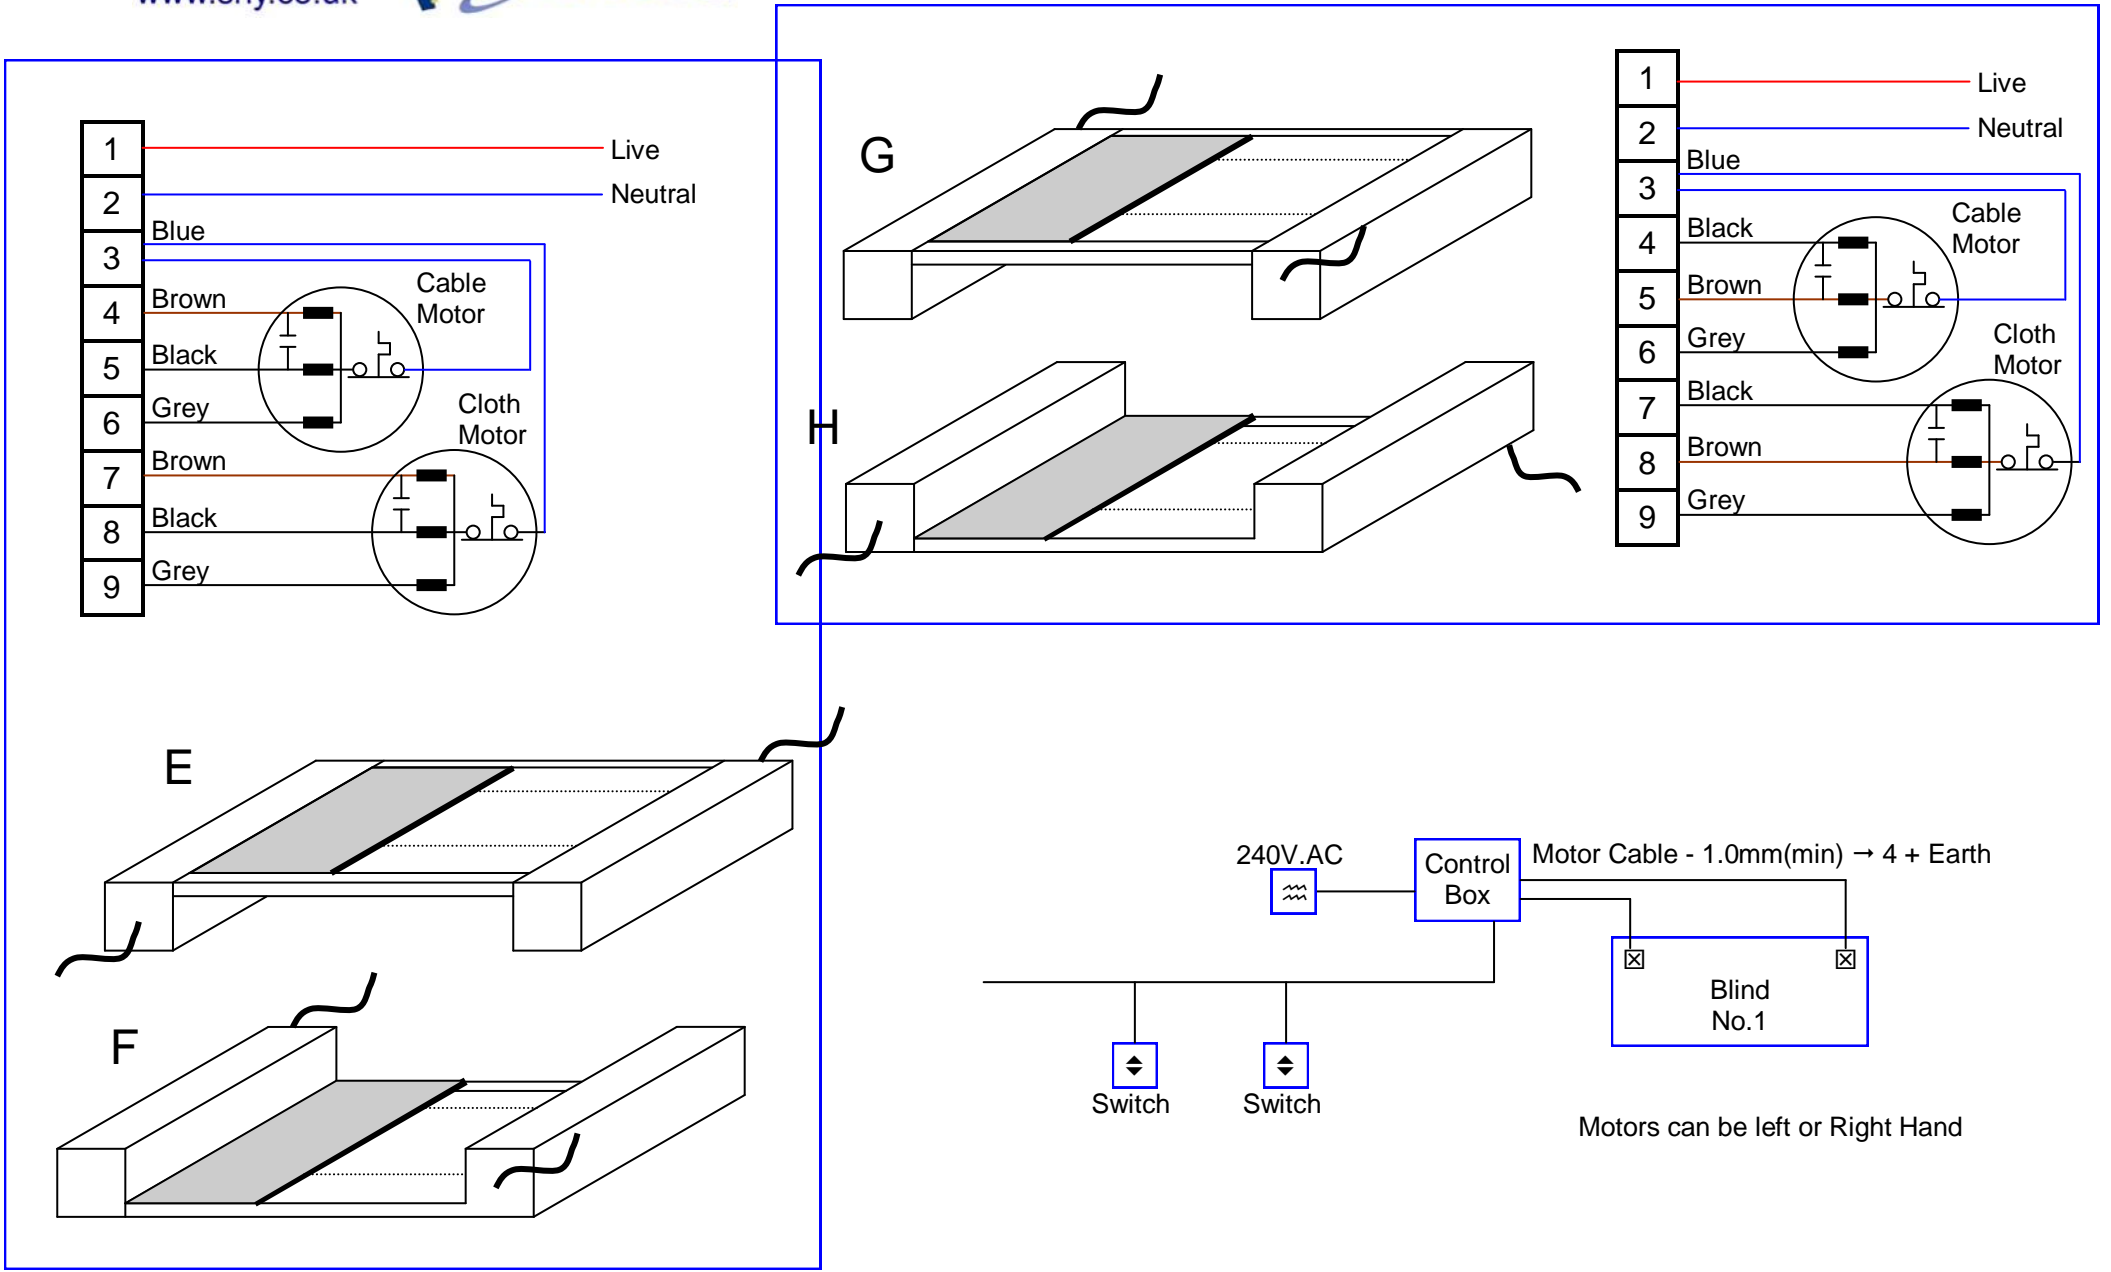 1
Live
2
Neutral
Blue
3
Brown
4
Cable
Motor
Black
5
Grey
6
Cloth
Motor
Brown
7
Black
8
Grey
9
G
H
1
Live
2
Neutral
Blue
3
Black
4
Cable
Motor
Brown
5
Grey
6
Cloth
Motor
Black
7
Brown
8
Grey
9
E
F
240V.AC
Control
Box
Motor Cable - 1.0mm(min) → 4 + Earth
Blind
No.1
Switch
Switch
Motors can be left or Right Hand